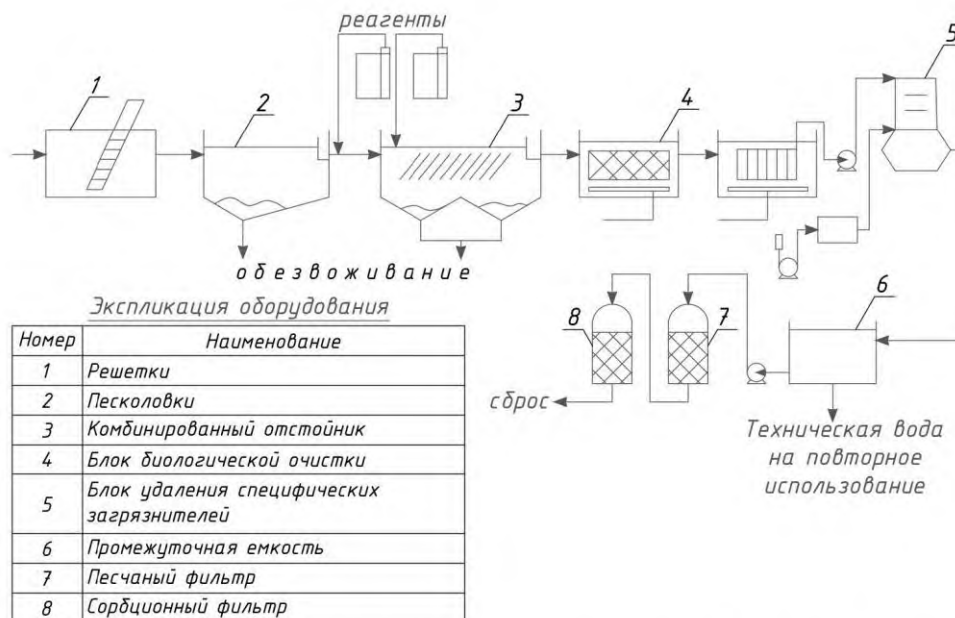 реагенты
1
2
3
4
5
обезвоживание
6
7
8
сброс
Техническая вода
на повторное
использование
Экспликация оборудования
Номер Наименование
1 Решетки
2 Песколовки
3 Комбинированный отстойник
4 Блок биологической очистки
5 Блок удаления специфических
загрязнителей
6 Промежуточная емкость
7 Песчаный фильтр
8 Сорбционный фильтр